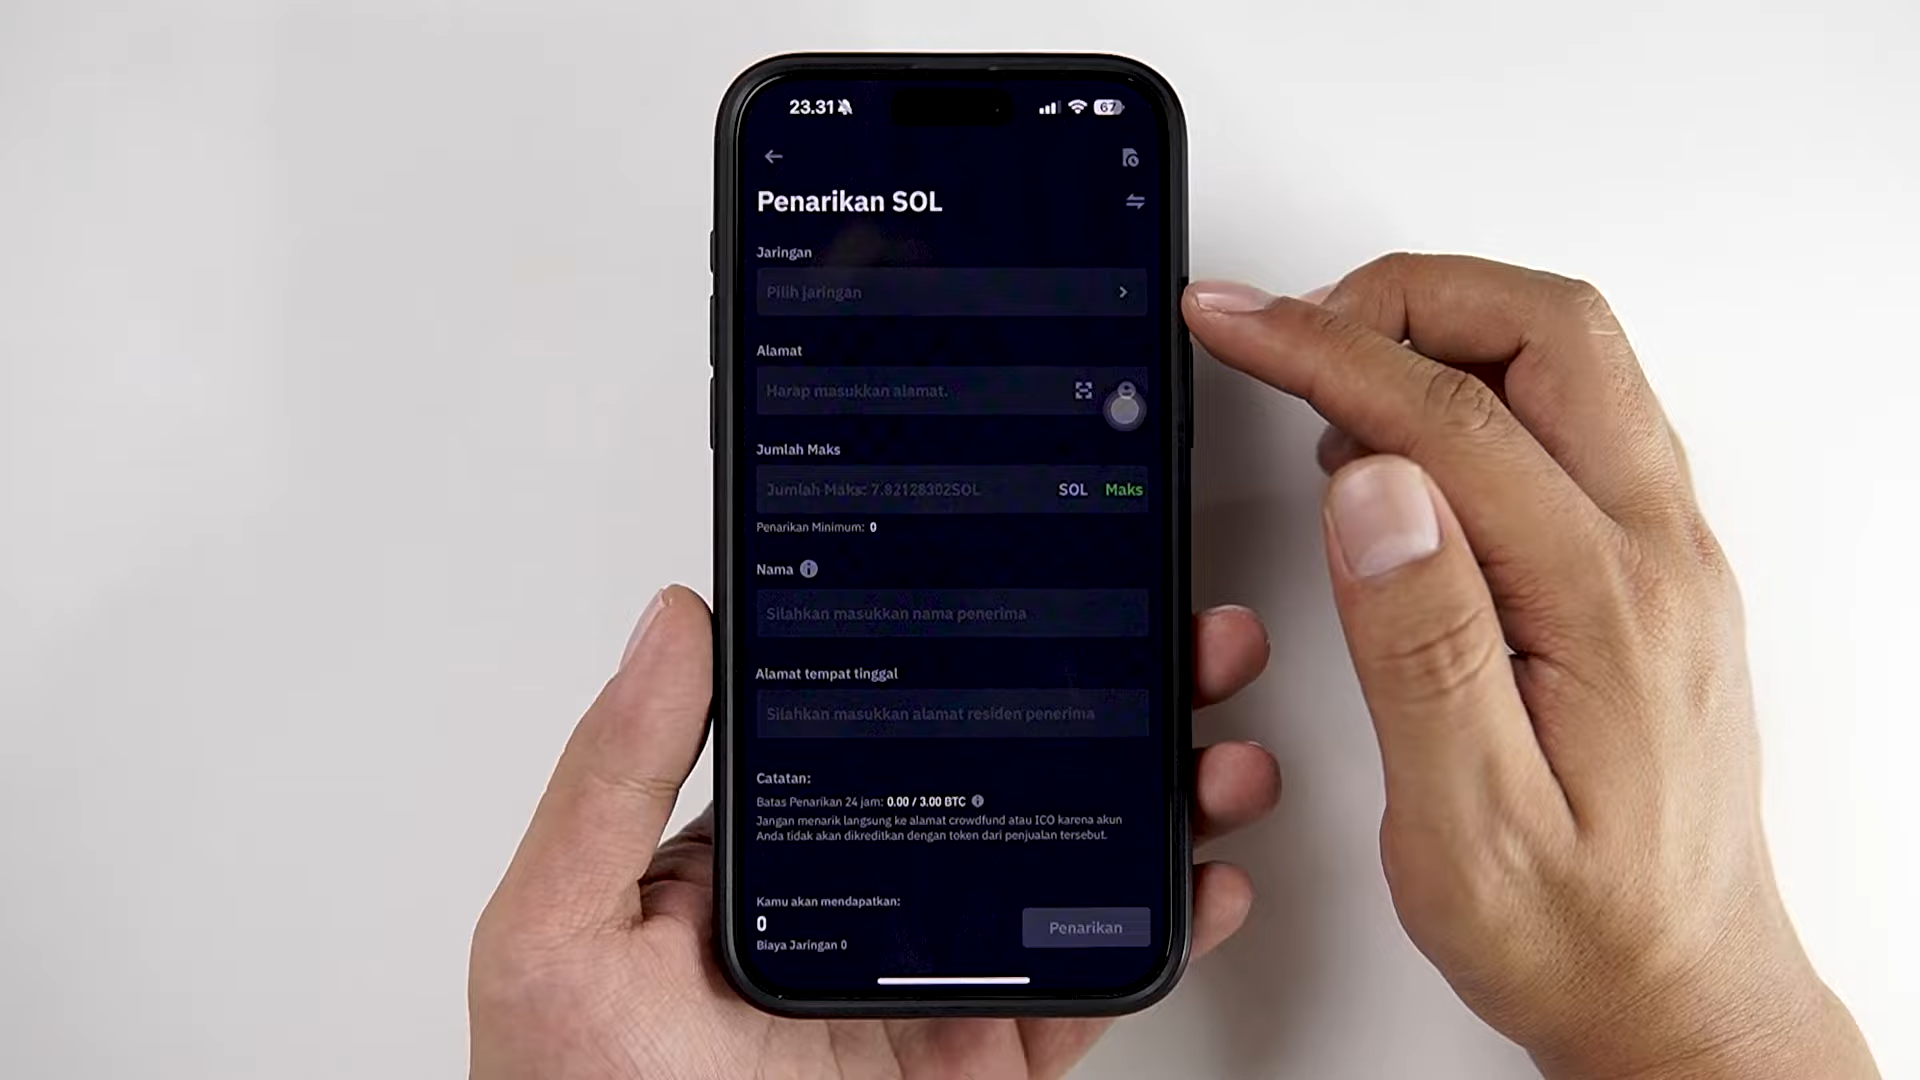 23.31
67
Penarikan SOL
Jaringan
Pilih jaringan
Alamat
Harap masukkan alamat.
Jumlah Maks
Jumlah Maks: 7.82128302SOL SOL Maks
Penarikan Minimum: 0
Nama
Silahkan masukkan nama penerima
Alamat tempat tinggal
Silahkan masukkan alamat residen penerima
Catatan:
Batas Penarikan 24 jam: 0.00 / 3.00 BTC
Jangan menarik langsung ke alamat crowdfund atau ICO karena akun
Anda tidak akan dikreditkan dengan token dari penjualan tersebut.
Kamu akan mendapatkan:
0
Biaya Jaringan 0
Penarikan